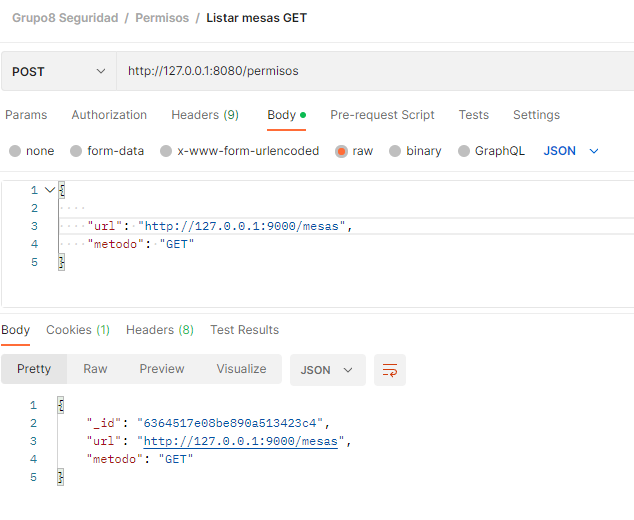 Grupo8 Seguridad / Permisos / Listar mesas GET
POST http://127.0.0.1:8080/permisos
Params Authorization Headers (9) Body Pre-request Script Tests Settings
none form-data x-www-form-urlencoded raw binary GraphQL JSON
1 {
2
3 "url": "http://127.0.0.1:9000/mesas",
4 "metodo": "GET"
5 }
Body Cookies (1) Headers (8) Test Results
Pretty Raw Preview Visualize JSON
1 {
2 "_id": "6364517e08be890a513423c4",
3 "url": "http://127.0.0.1:9000/mesas",
4 "metodo": "GET"
5 }